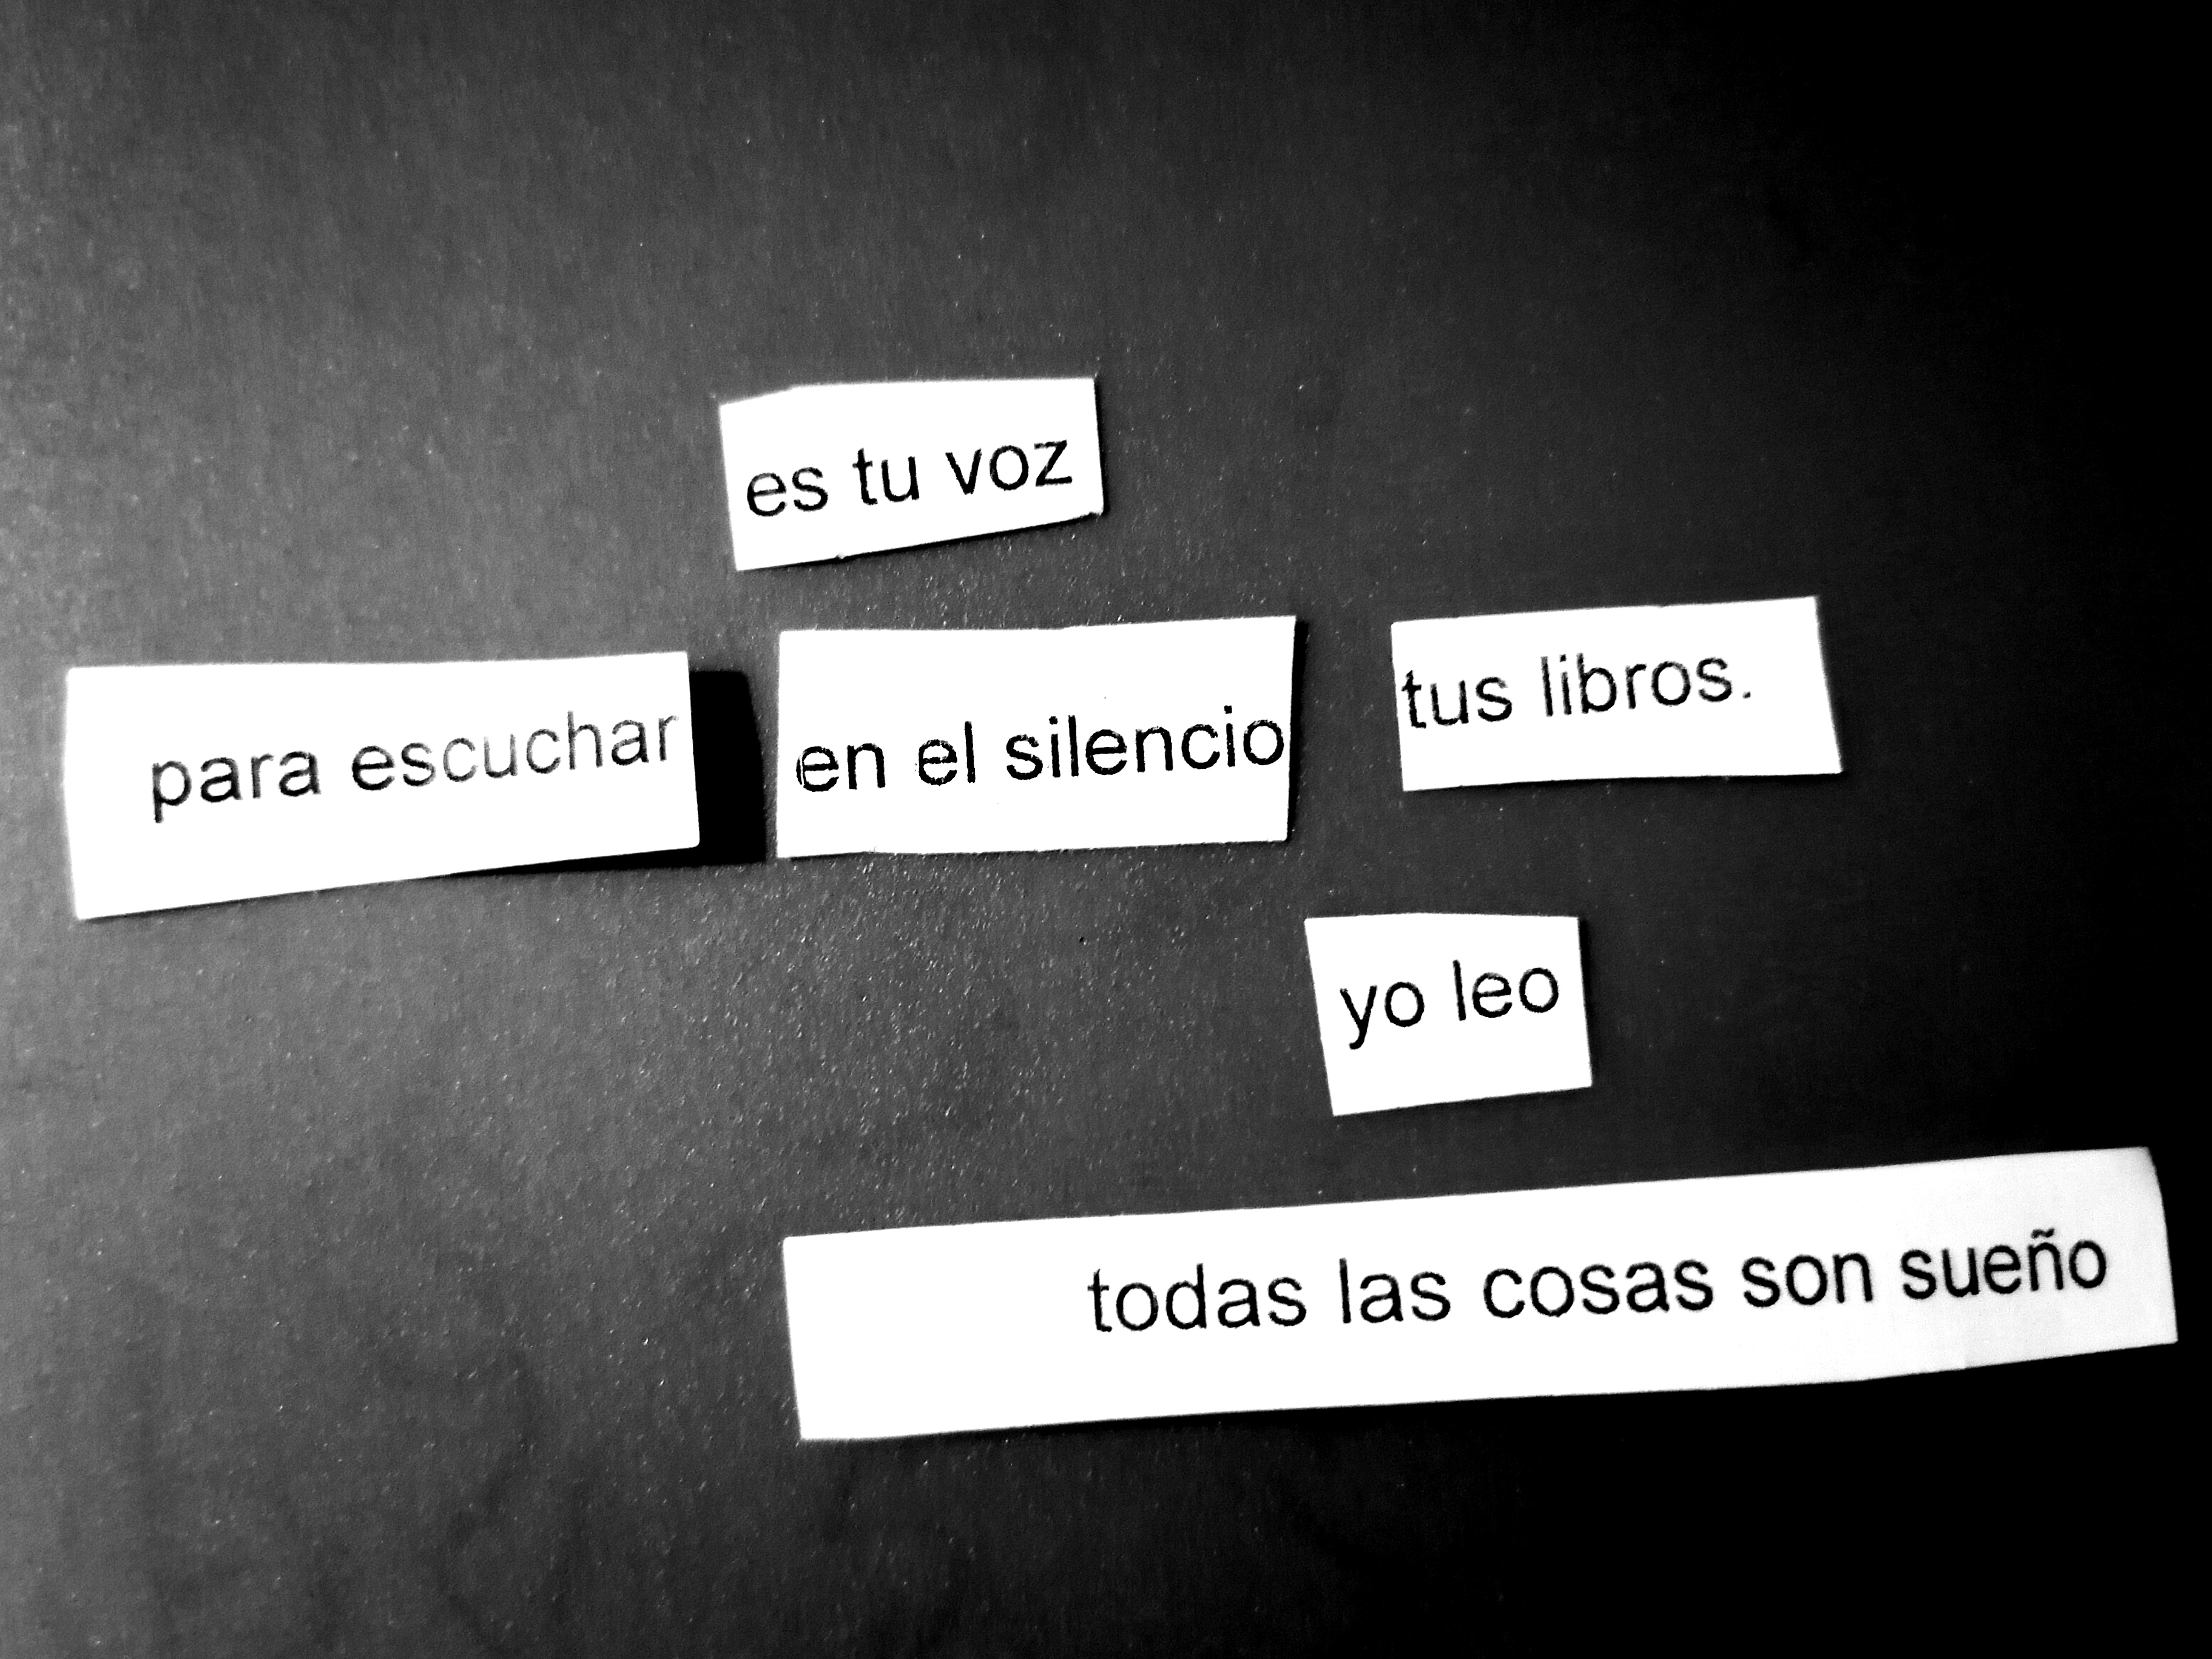 es tu voz
para escuchar en el silencio tus libros.
yo leo
todas las cosas son sueño